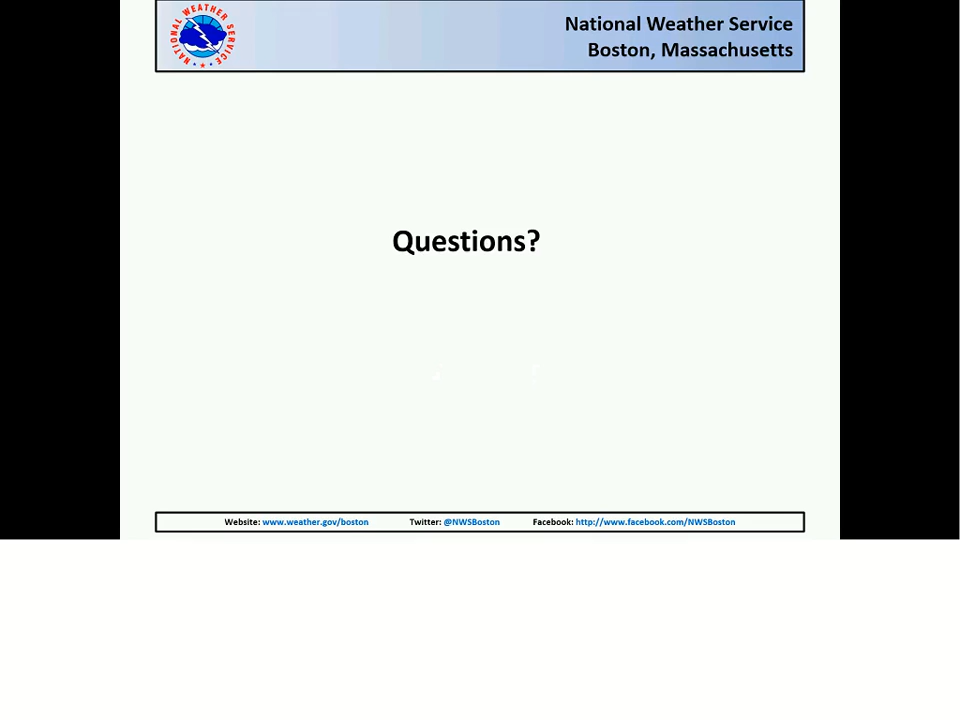 NATIONAL WEATHER SERVICE
National Weather Service
Boston, Massachusetts
Questions?
Website: www.weather.gov/boston Twitter: @NWSBoston Facebook: http://www.facebook.com/NWSBoston